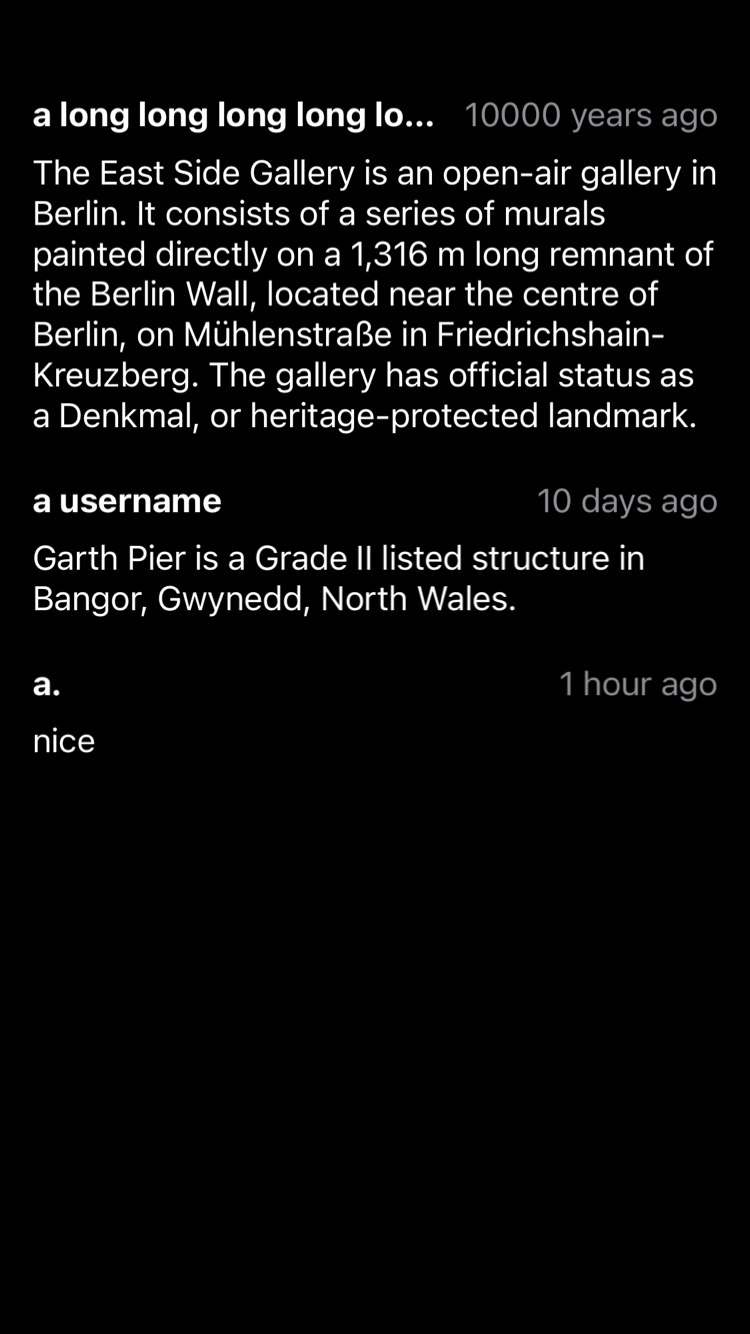 a long long long long lo... 10000 years ago
The East Side Gallery is an open-air gallery in
Berlin. It consists of a series of murals
painted directly on a 1,316 m long remnant of
the Berlin Wall, located near the centre of
Berlin, on Mühlenstraße in Friedrichshain-
Kreuzberg. The gallery has official status as
a Denkmal, or heritage-protected landmark.
a username 10 days ago
Garth Pier is a Grade II listed structure in
Bangor, Gwynedd, North Wales.
a. 1 hour ago
nice